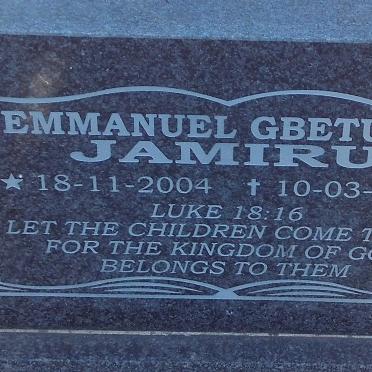 EMMANUEL GBETU
JAMIRU
★ 18-11-2004 † 10-03-
LUKE 18:16
LET THE CHILDREN COME T
FOR THE KINGDOM OF GO
BELONGS TO THEM